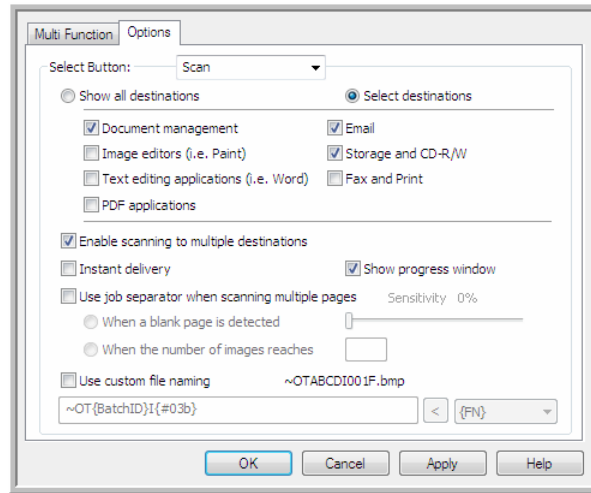 Multi Function Options
Select Button: Scan
Show all destinations Select destinations
Document management Email
Image editors (i.e. Paint) Storage and CD-R/W
Text editing applications (i.e. Word) Fax and Print
PDF applications
Enable scanning to multiple destinations
Instant delivery Show progress window
Use job separator when scanning multiple pages Sensitivity 0%
When a blank page is detected
When the number of images reaches
Use custom file naming ~OTABCDI001F.bmp
~OT{BatchID}I{#03b} < {FN}
OK Cancel Apply Help